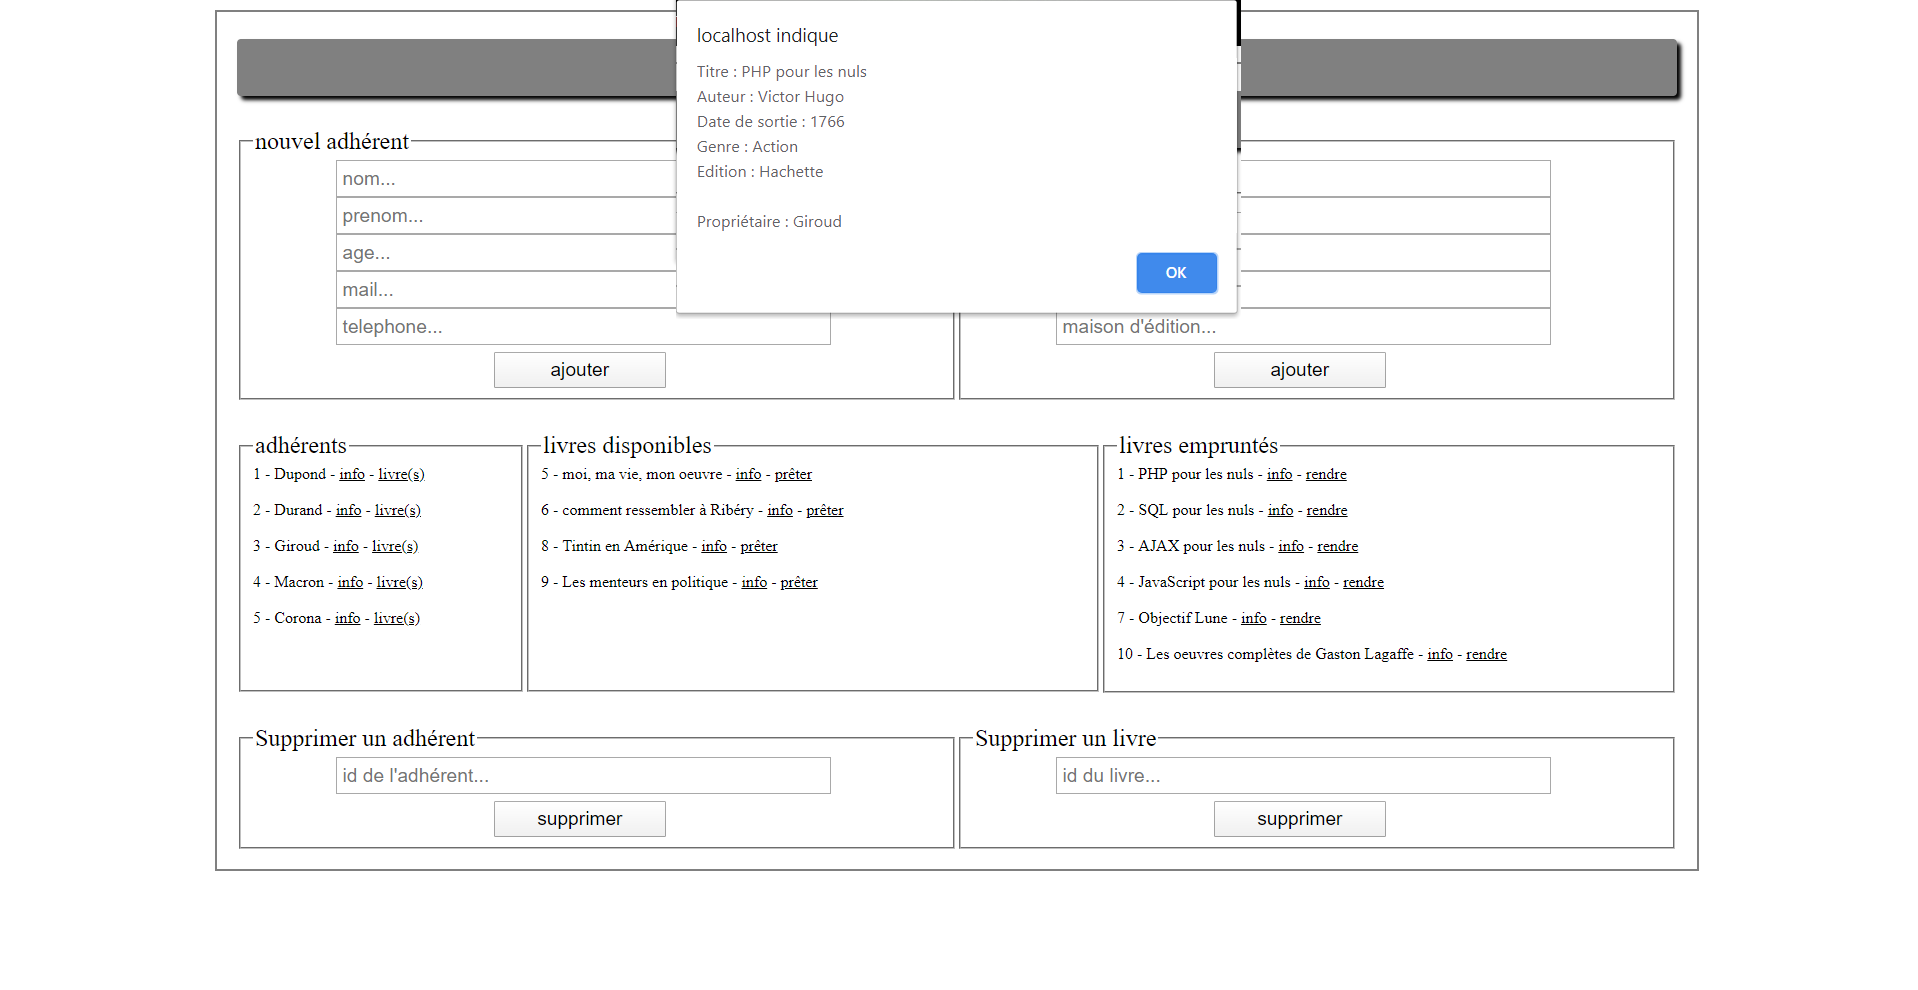 localhost indique
Titre : PHP pour les nuls
Auteur : Victor Hugo
Date de sortie : 1766
Genre : Action
Edition : Hachette
Propriétaire : Giroud
OK
nouvel adhérent
nom...
prenom...
age...
mail...
telephone...
ajouter
maison d'édition...
ajouter
adhérents
1 - Dupond - info - livre(s)
2 - Durand - info - livre(s)
3 - Giroud - info - livre(s)
4 - Macron - info - livre(s)
5 - Corona - info - livre(s)
livres disponibles
5 - moi, ma vie, mon oeuvre - info - prêter
6 - comment ressembler à Ribéry - info - prêter
8 - Tintin en Amérique - info - prêter
9 - Les menteurs en politique - info - prêter
livres empruntés
1 - PHP pour les nuls - info - rendre
2 - SQL pour les nuls - info - rendre
3 - AJAX pour les nuls - info - rendre
4 - JavaScript pour les nuls - info - rendre
7 - Objectif Lune - info - rendre
10 - Les oeuvres complètes de Gaston Lagaffe - info - rendre
Supprimer un adhérent
id de l'adhérent...
supprimer
Supprimer un livre
id du livre...
supprimer